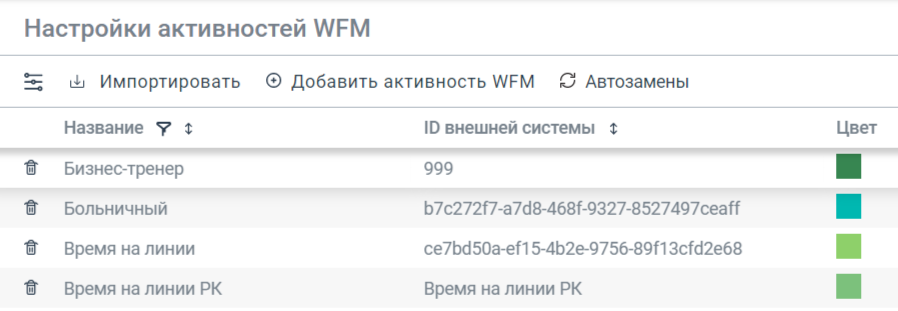 Настройки активностей WFM
Импортировать Добавить активность WFM Автозамены
Название ID внешней системы Цвет
Бизнес-тренер 999
Больничный b7c272f7-a7d8-468f-9327-8527497ceaff
Время на линии ce7bd50a-ef15-4b2e-9756-89f13cfd2e68
Время на линии РК Время на линии РК